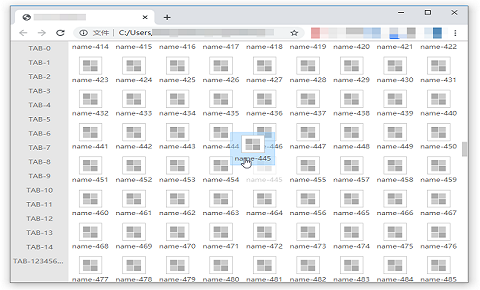 文件 C:/Users/
TAB-0
TAB-1
TAB-2
TAB-3
TAB-4
TAB-5
TAB-6
TAB-7
TAB-8
TAB-9
TAB-10
TAB-11
TAB-12
TAB-13
TAB-14
TAB-123456...
name-414 name-415 name-416 name-417 name-418 name-419 name-420 name-421 name-422
name-423 name-424 name-425 name-426 name-427 name-428 name-429 name-430 name-431
name-432 name-433 name-434 name-435 name-436 name-437 name-438 name-439 name-440
name-441 name-442 name-443 name-444 name-447 name-448 name-449 name-450
name-445
name-451 name-452 name-453 name-454 name-445 name-456 name-457 name-458 name-459
name-460 name-461 name-462 name-463 name-464 name-465 name-466 name-467
name-468 name-469 name-470 name-471 name-472 name-473 name-474 name-475 name-476
name-477 name-478 name-479 name-480 name-481 name-482 name-483 name-484 name-485